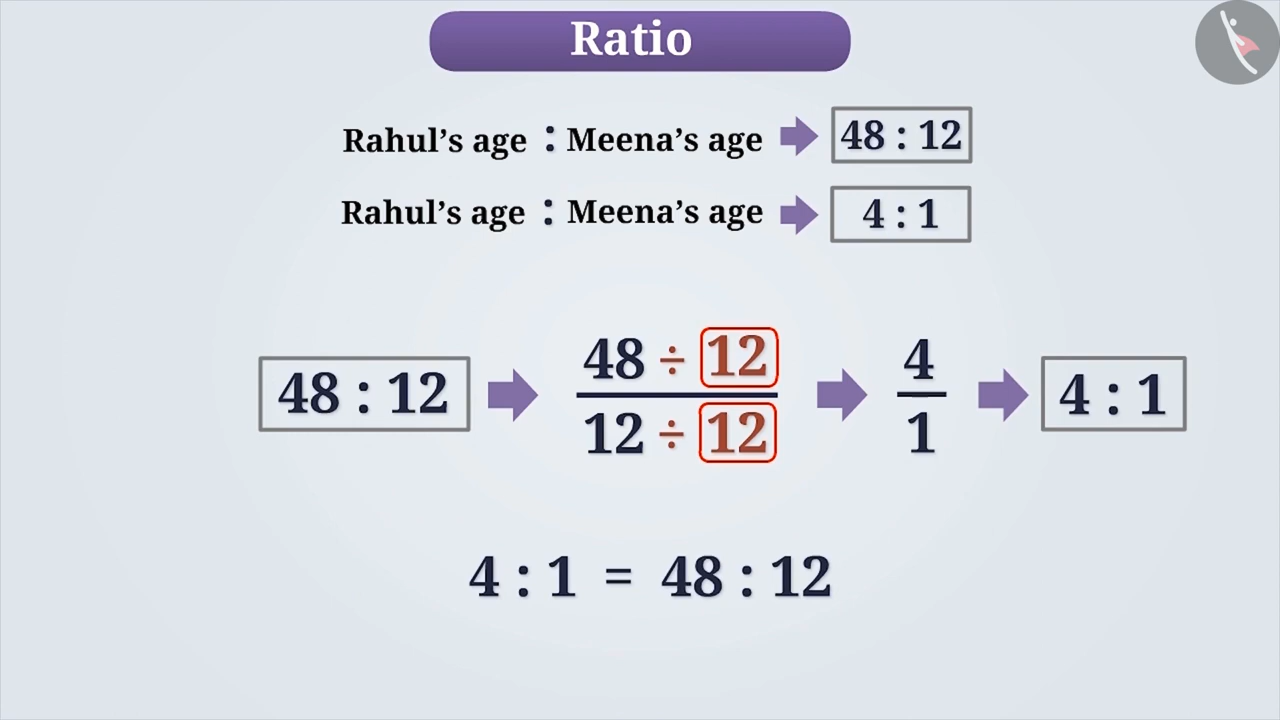 Ratio
Rahul’s age : Meena’s age 48 : 12
Rahul’s age : Meena’s age 4 : 1
48 ÷ 12 4
48 : 12 4 : 1
12 ÷ 12 1
4 : 1 = 48 : 12